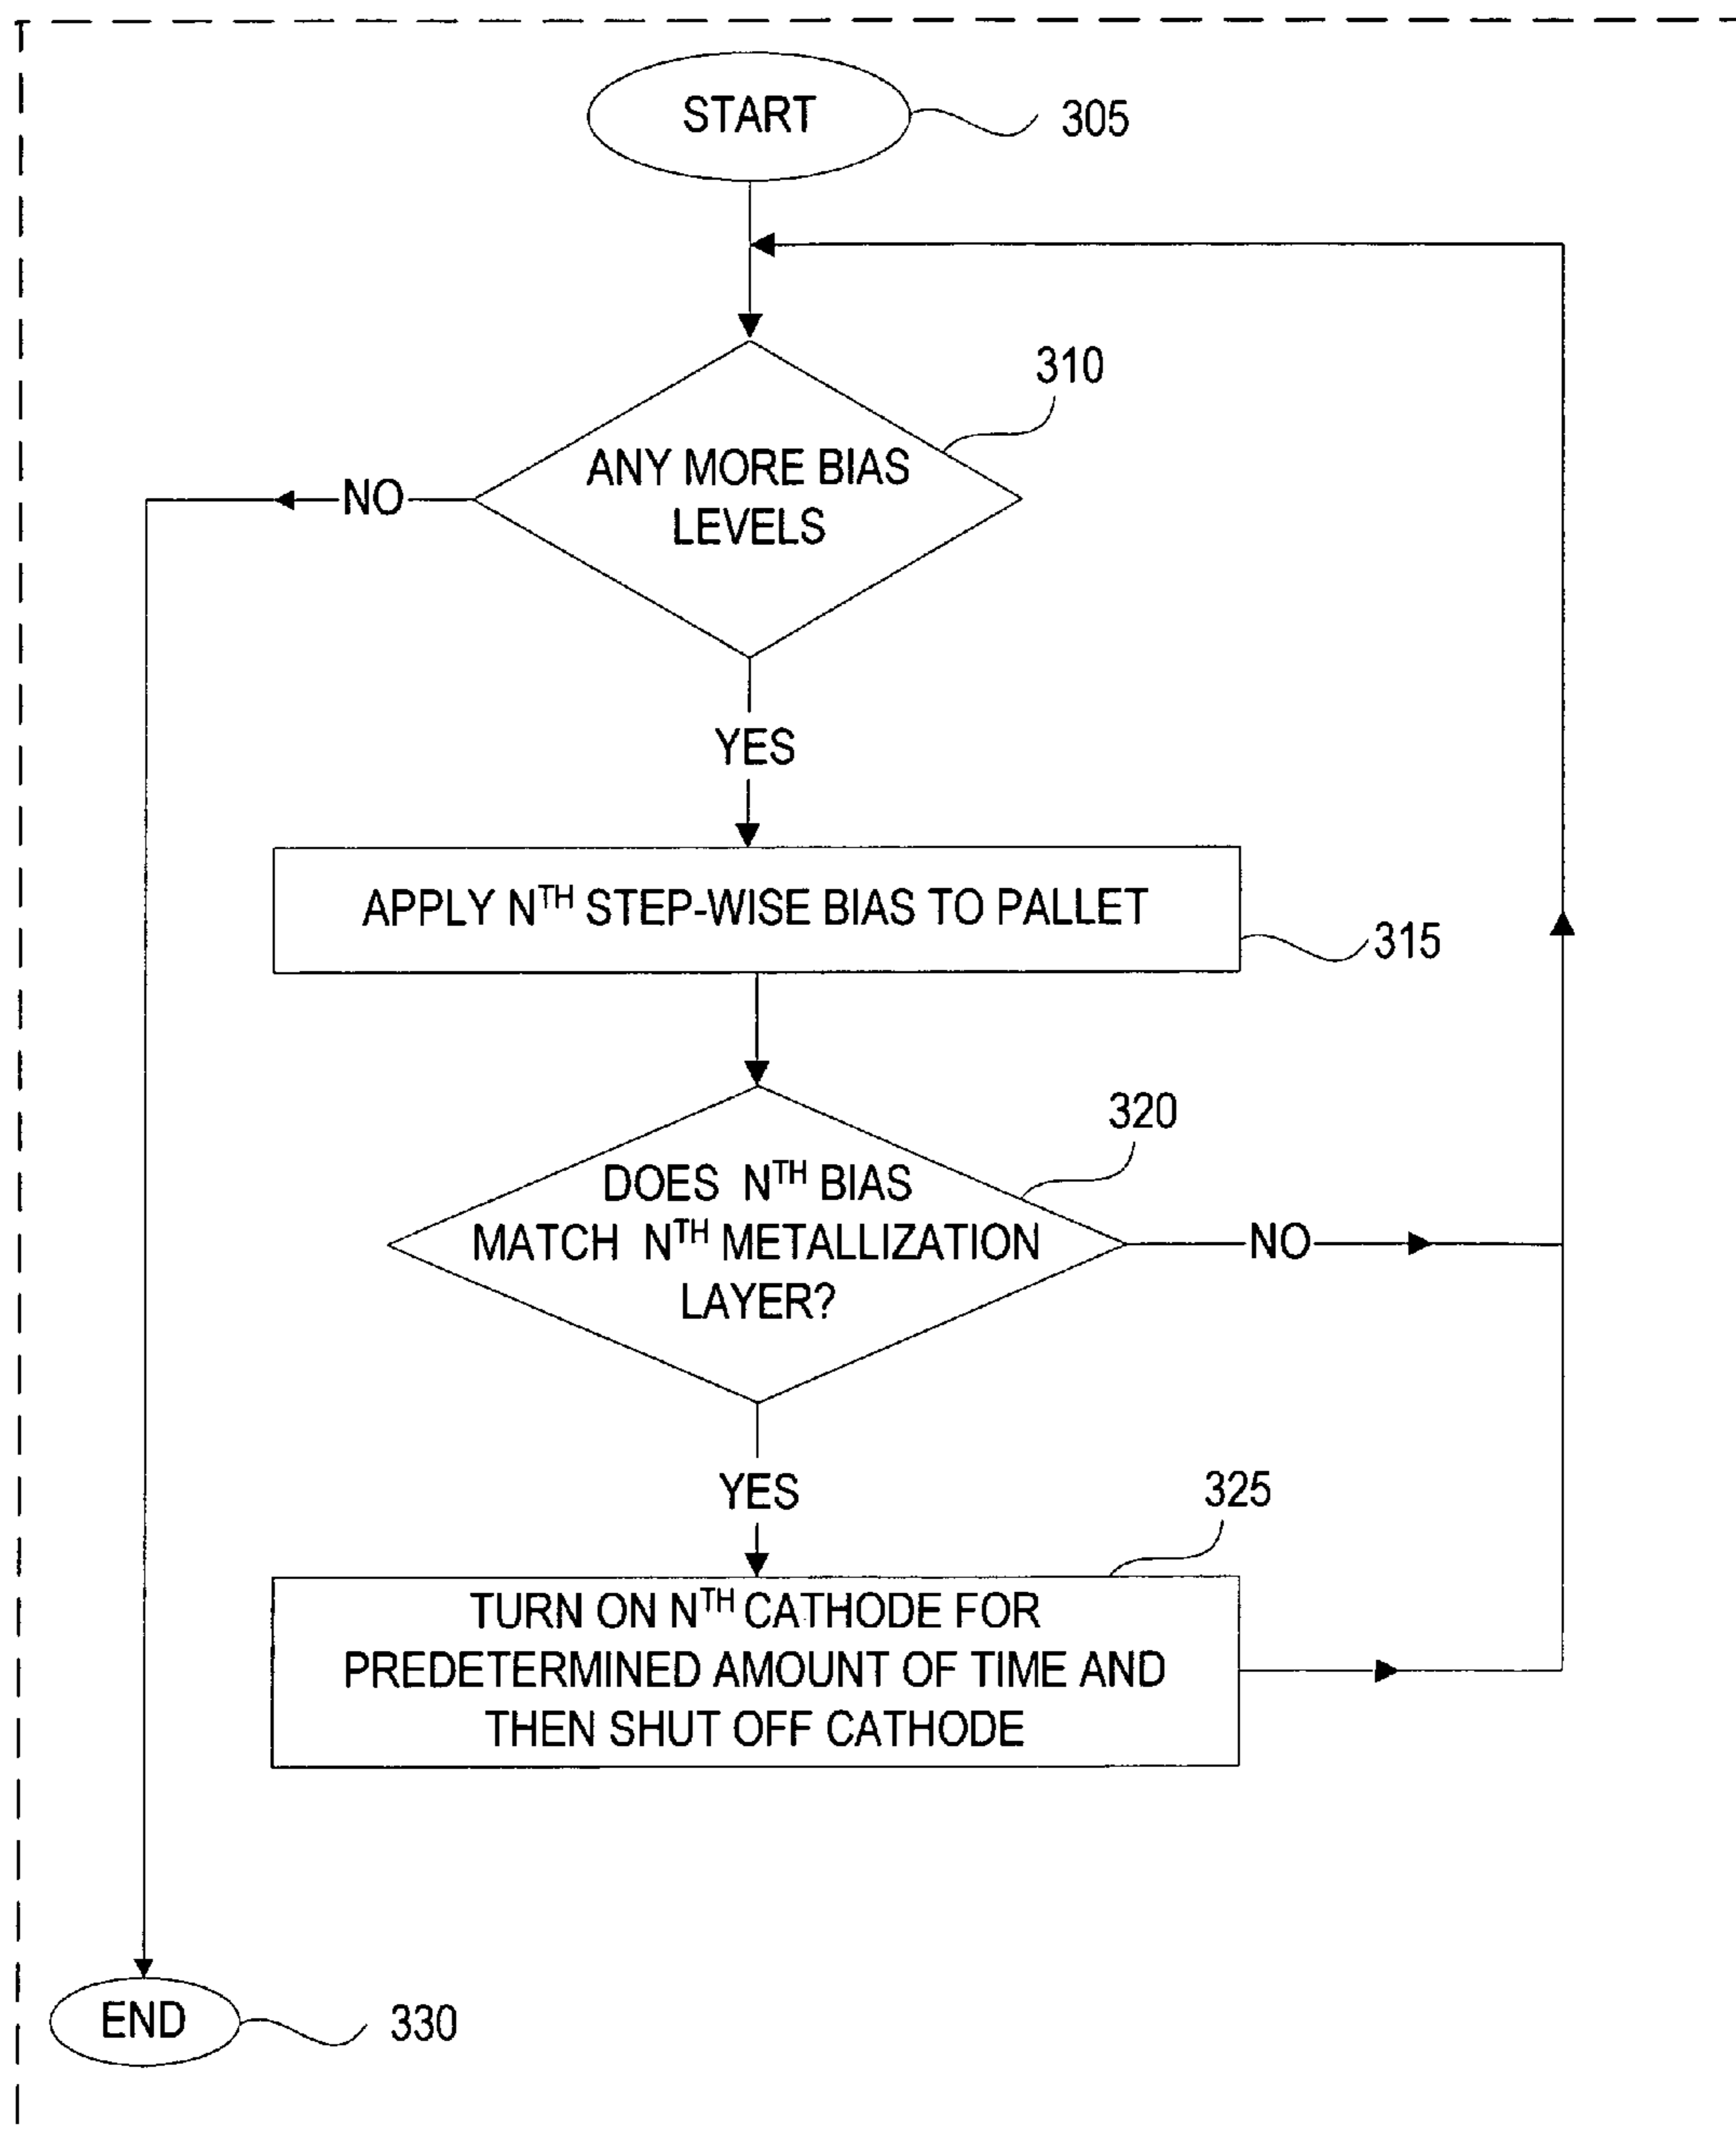 START
305
310
ANY MORE BIAS
LEVELS
NO
YES
APPLY NTH STEP-WISE BIAS TO PALLET
315
320
DOES NTH BIAS
MATCH NTH METALLIZATION
LAYER?
NO
YES
325
TURN ON NTH CATHODE FOR
PREDETERMINED AMOUNT OF TIME AND
THEN SHUT OFF CATHODE
END
330